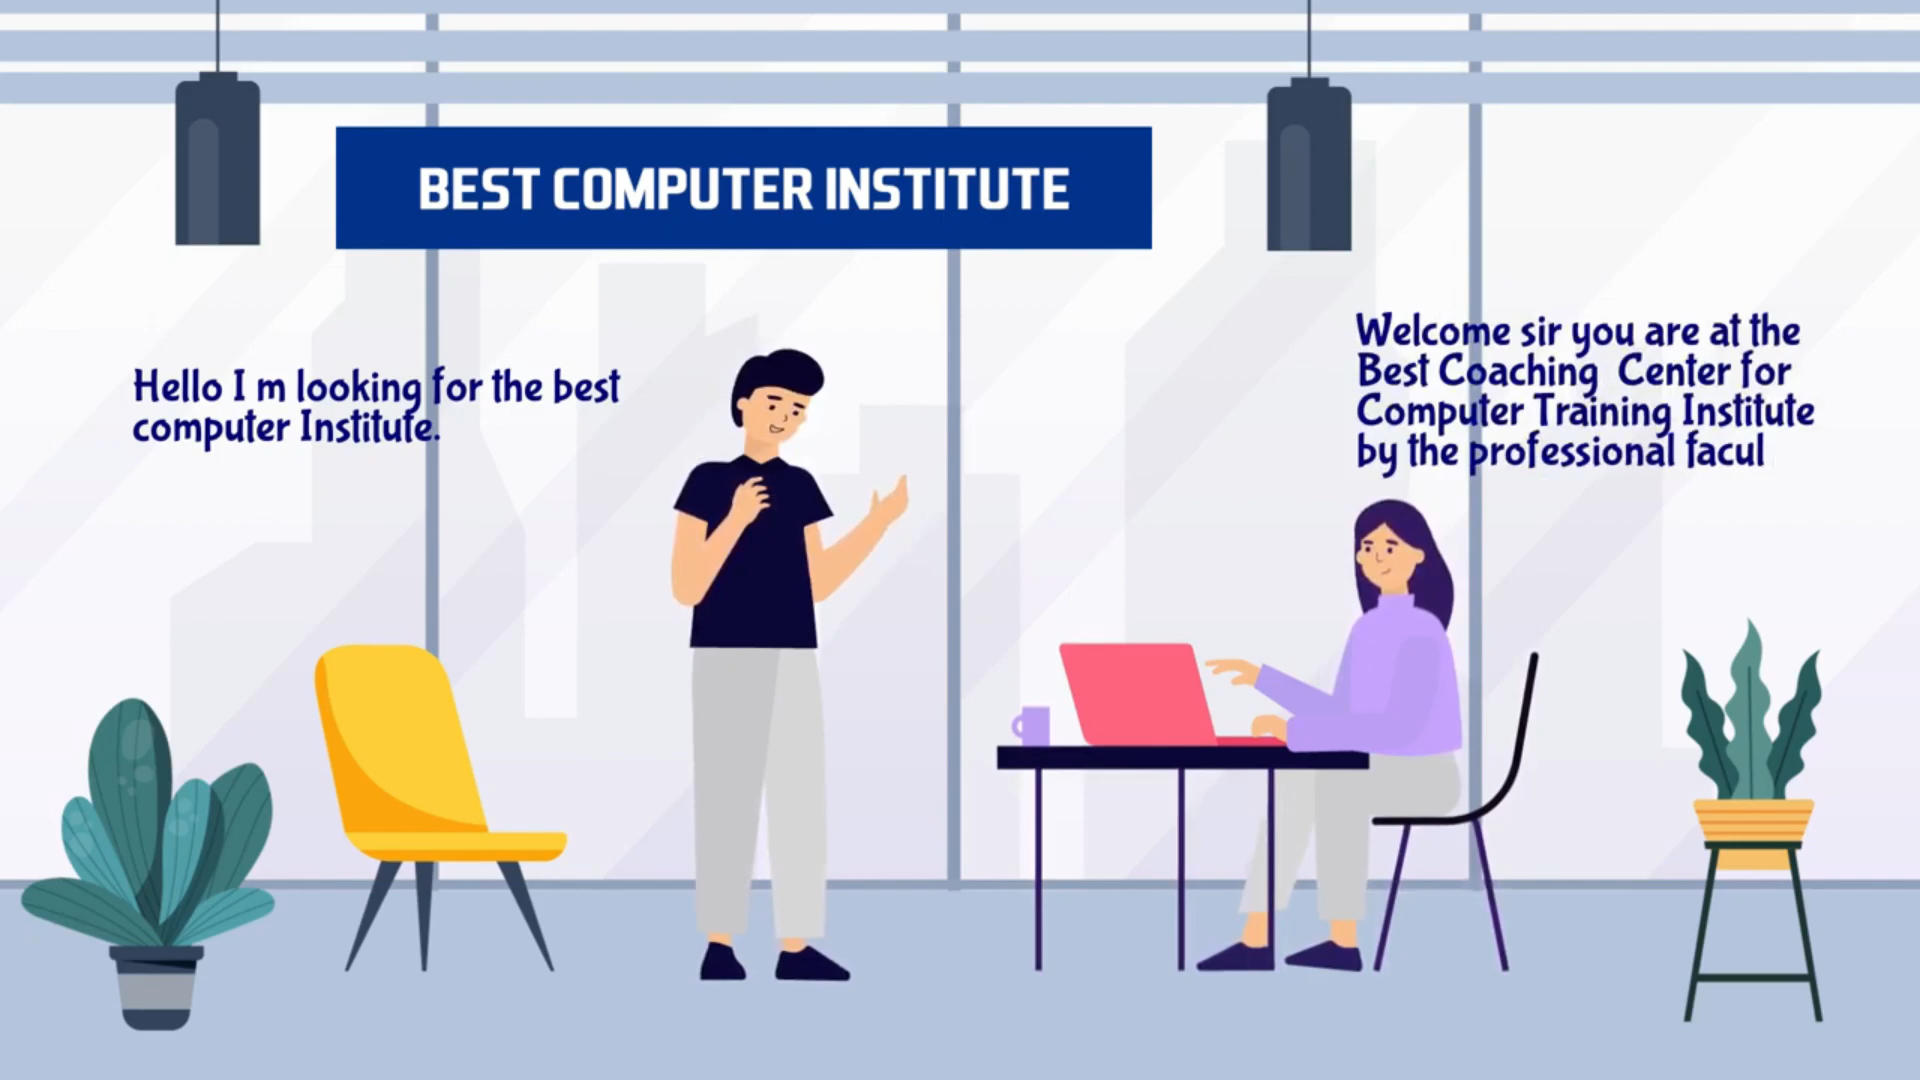 BEST COMPUTER INSTITUTE
Hello I m looking for the best
computer Institute.
Welcome sir you are at the
Best Coaching  Center for
Computer Training Institute
by the professional facul